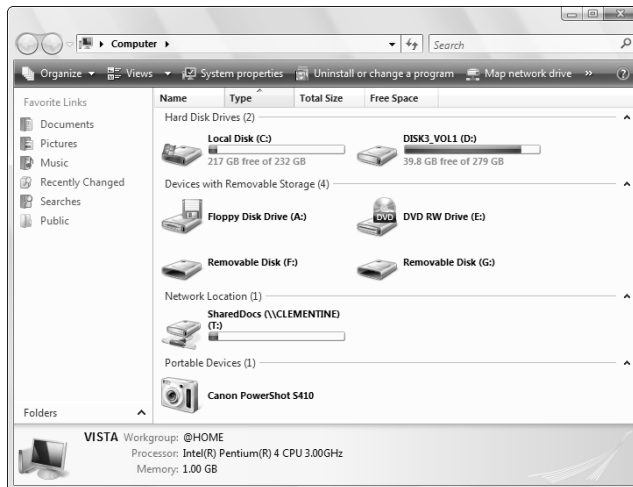 Computer
Search
Organize Views System properties Uninstall or change a program Map network drive »
Favorite Links
Documents
Pictures
Music
Recently Changed
Searches
Public
Folders
Name Type Total Size Free Space
Hard Disk Drives (2)
Local Disk (C:)
217 GB free of 232 GB
DISK3_VOL1 (D:)
39.8 GB free of 279 GB
Devices with Removable Storage (4)
Floppy Disk Drive (A:)
DVD
DVD RW Drive (E:)
Removable Disk (F:)
Removable Disk (G:)
Network Location (1)
SharedDocs (\\CLEMENTINE)
(T:)
Portable Devices (1)
Canon PowerShot S410
VISTA Workgroup: @HOME
Processor: Intel(R) Pentium(R) 4 CPU 3.00GHz
Memory: 1.00 GB